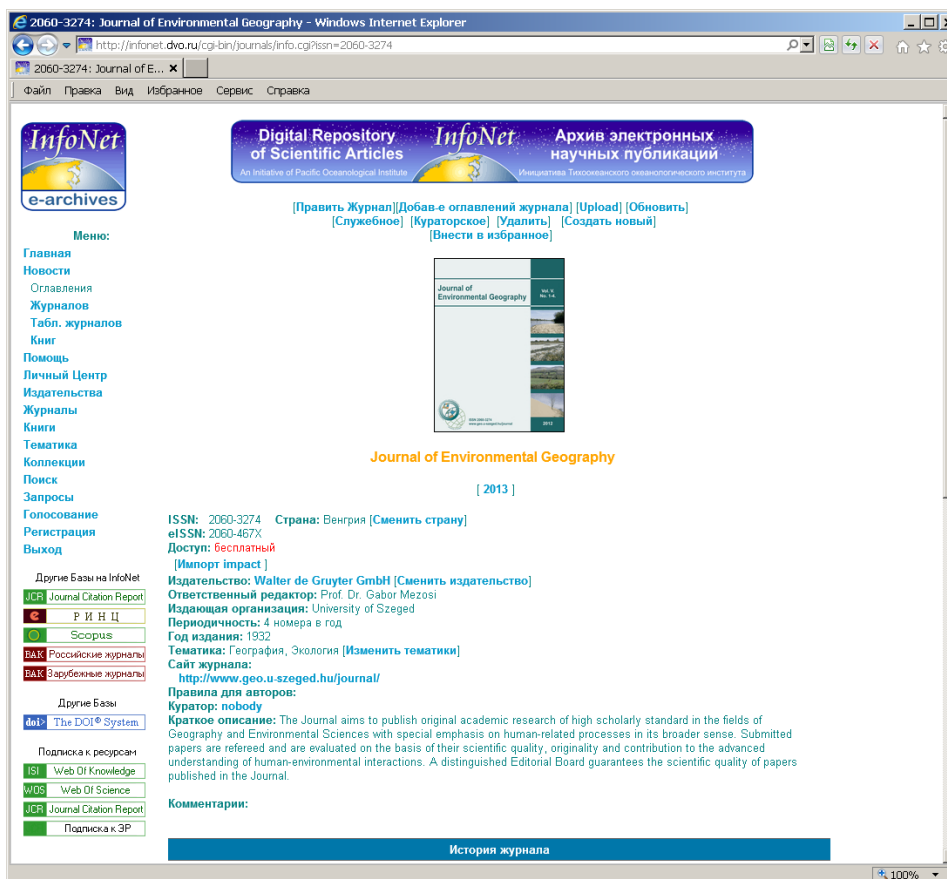 2060-3274: Journal of Environmental Geography - Windows Internet Explorer
http://infonet.dvo.ru/cgi-bin/journals/info.cgi?issn=2060-3274
2060-3274: Journal of E...
Файл Правка Вид Избранное Сервис Справка
InfoNet
e-archives
Digital Repository
of Scientific Articles
An Initiative of Pacific Oceanological Institute
InfoNet
Архив электронных
научных публикаций
Инициатива Тихоокеанского океанологического института
[Править Журнал][Добав-е оглавлений журнала] [Upload] [Обновить]
[Служебное] [Кураторское] [Удалить] [Создать новый]
[Внести в избранное]
Меню:
Главная
Новости
Оглавления
Журналов
Табл. журналов
Книг
Помощь
Личный Центр
Издательства
Журналы
Книги
Тематика
Коллекции
Поиск
Запросы
Голосование
Регистрация
Выход
Другие Базы на InfoNet
JCR Journal Citation Report
РИНЦ
Scopus
ВАК Российские журналы
ВАК Зарубежные журналы
Другие Базы
doi> The DOI® System
Подписка к ресурсам
ISI Web Of Knowledge
WOS Web Of Science
JCR Journal Citation Report
Подписка к ЭР
Journal of
Environmental Geography
Vol. V.
No. 1-4.
ISSN 2060-3274
2012
Journal of Environmental Geography
[ 2013 ]
ISSN: 2060-3274 Страна: Венгрия [Сменить страну]
eISSN: 2060-467X
Доступ: бесплатный
[Импорт impact ]
Издательство: Walter de Gruyter GmbH [Сменить издательство]
Ответственный редактор: Prof. Dr. Gabor Mezosi
Издающая организация: University of Szeged
Периодичность: 4 номера в год
Год издания: 1932
Тематика: География, Экология [Изменить тематики]
Сайт журнала:
http://www.geo.u-szeged.hu/journal/
Правила для авторов:
Куратор: nobody
Краткое описание: The Journal aims to publish original academic research of high scholarly standard in the fields of
Geography and Environmental Sciences with special emphasis on human-related processes in its broader sense. Submitted
papers are refereed and are evaluated on the basis of their scientific quality, originality and contribution to the advanced
understanding of human-environmental interactions. A distinguished Editorial Board guarantees the scientific quality of papers
published in the Journal.
Комментарии:
История журнала
100%